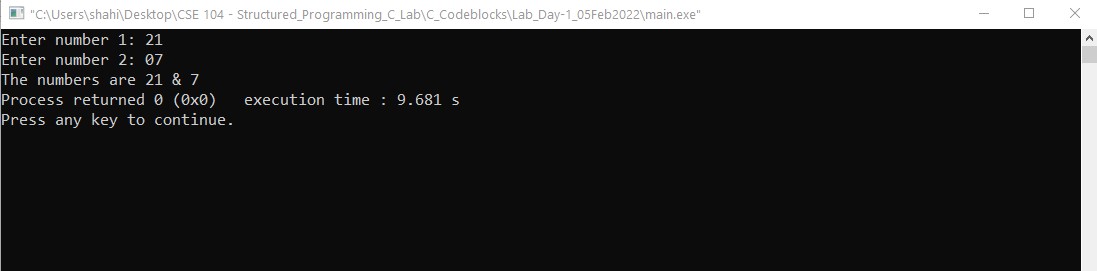 "C:\Users\shahi\Desktop\CSE 104 - Structured_Programming_C_Lab\C_Codeblocks\Lab_Day-1_05Feb2022\main.exe"
Enter number 1: 21
Enter number 2: 07
The numbers are 21 & 7
Process returned 0 (0x0)   execution time : 9.681 s
Press any key to continue.